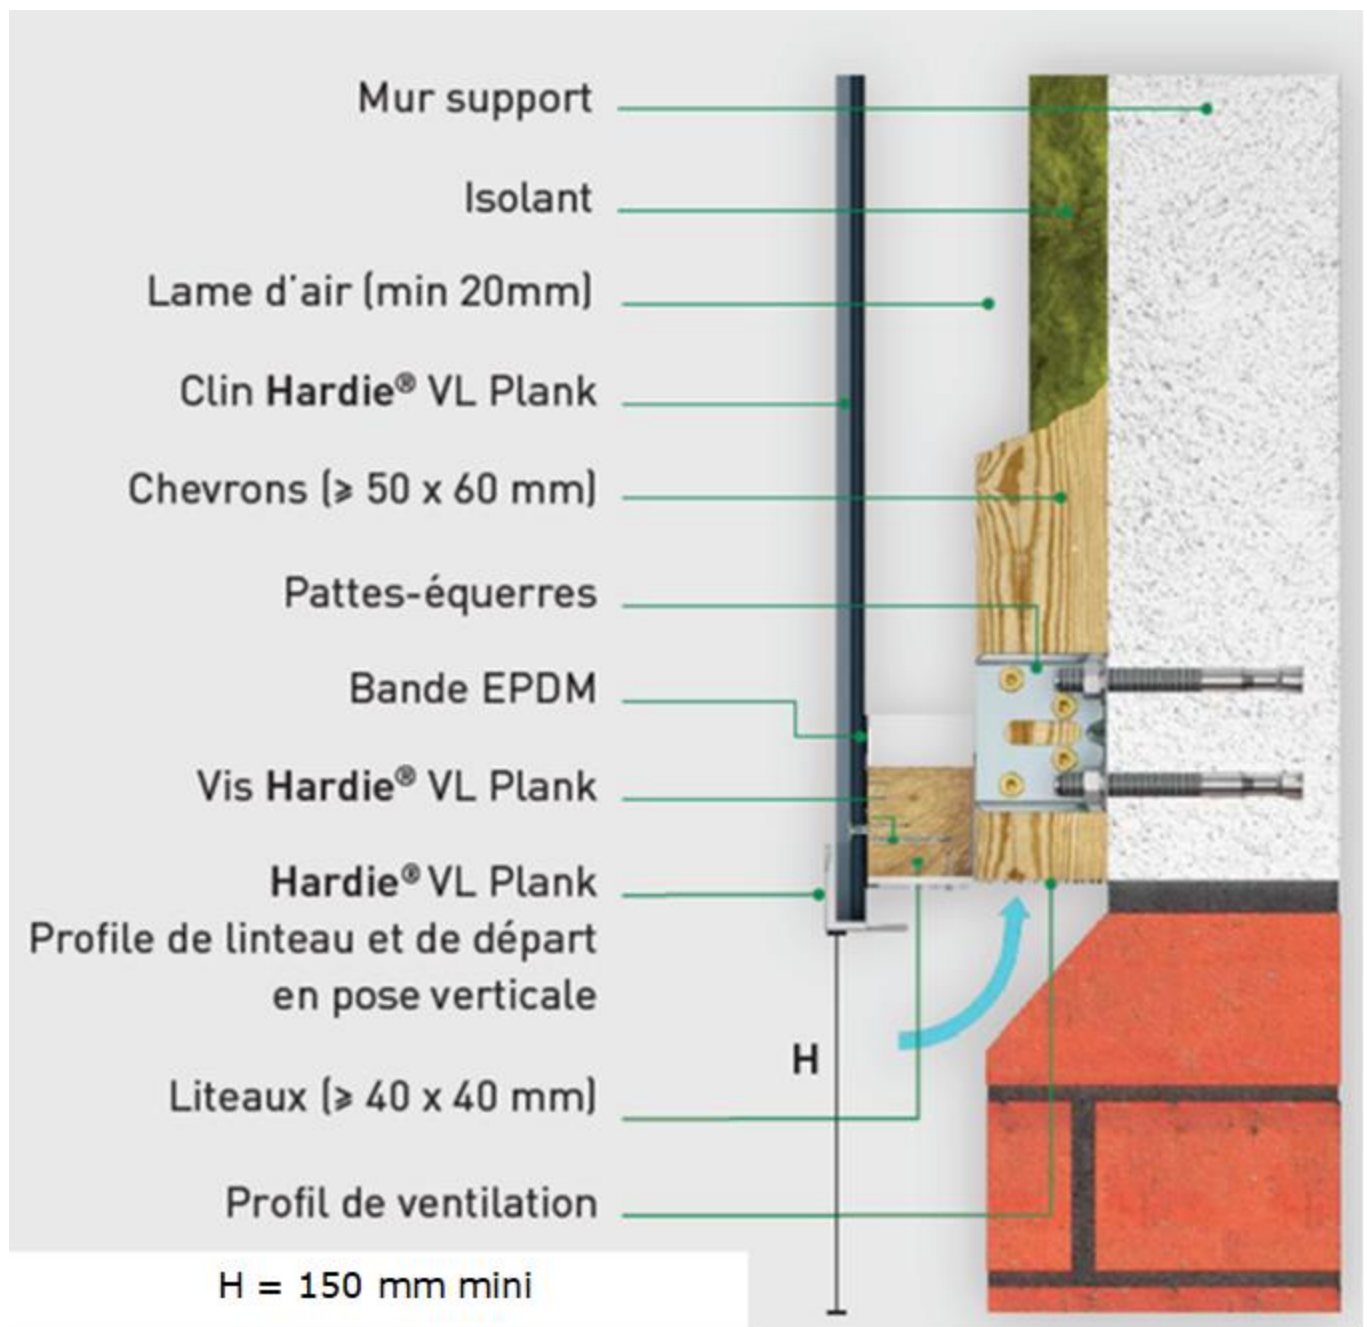 Mur support
Isolant
Lame d'air (min 20mm)
Clin Hardie® VL Plank
Chevrons (⩾ 50 x 60 mm)
Pattes-équerres
Bande EPDM
Vis Hardie® VL Plank
Hardie® VL Plank
Profile de linteau et de départ
en pose verticale
H
Liteaux (⩾ 40 x 40 mm)
Profil de ventilation
H = 150 mm mini